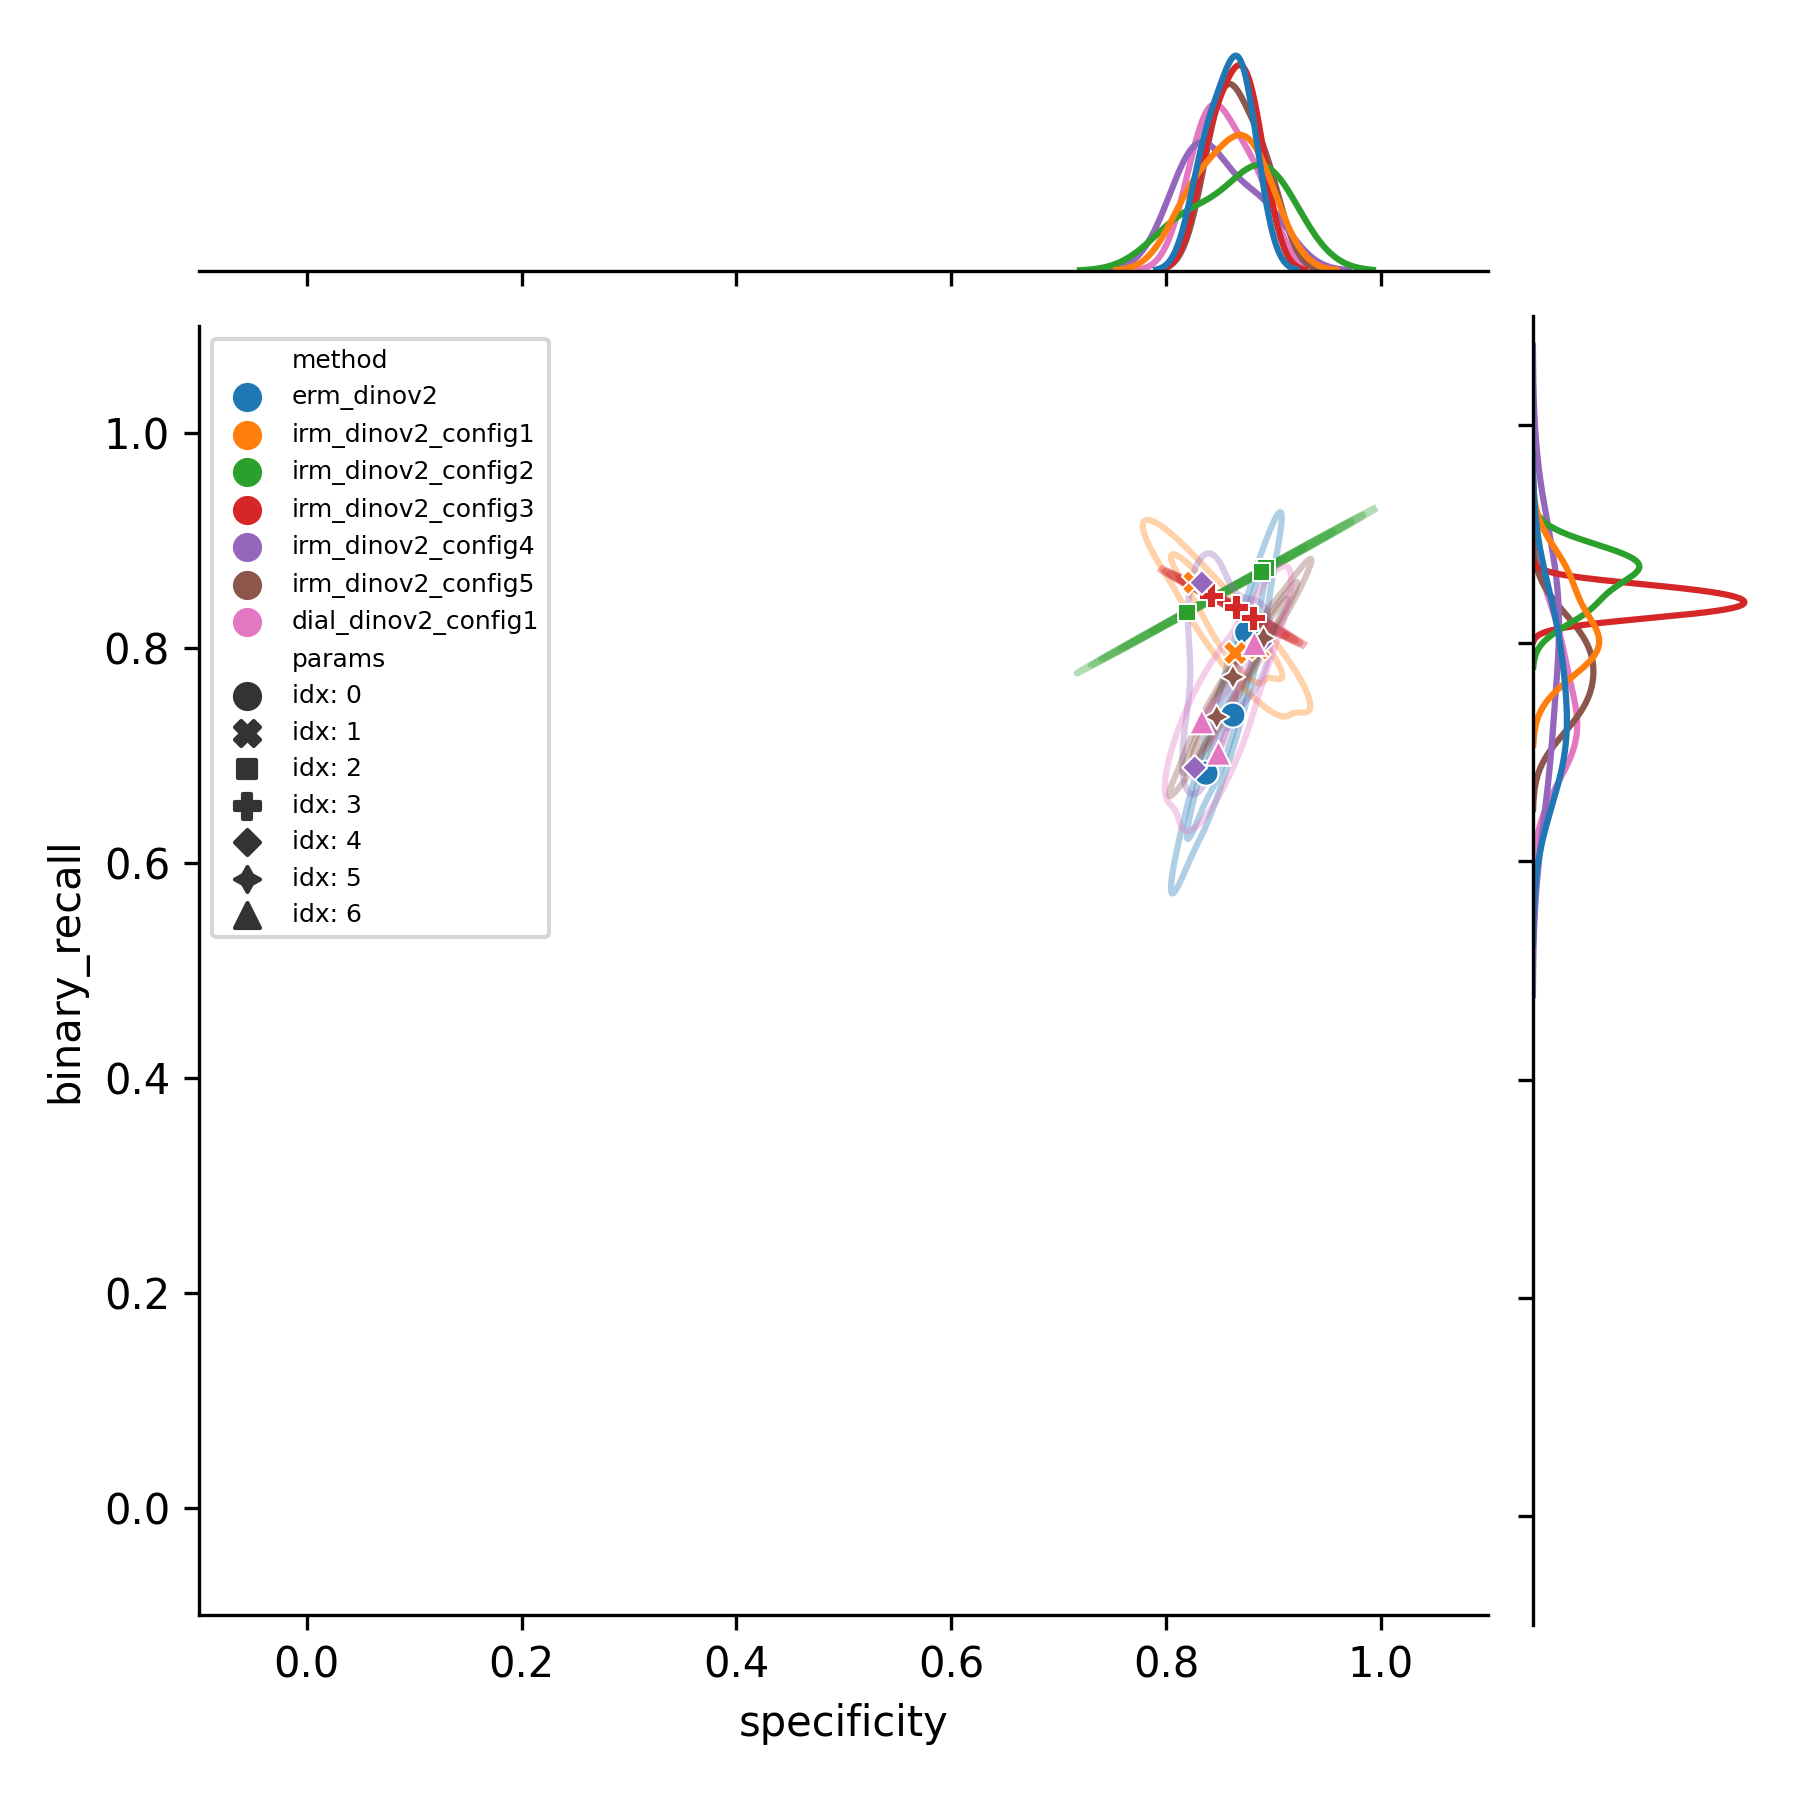 method
erm_dinov2
irm_dinov2_config1
irm_dinov2_config2
irm_dinov2_config3
irm_dinov2_config4
irm_dinov2_config5
dial_dinov2_config1
params
idx: 0
idx: 1
idx: 2
idx: 3
idx: 4
idx: 5
idx: 6
binary_recall
1.0
0.8
0.6
0.4
0.2
0.0
0.0 0.2 0.4 0.6 0.8 1.0
specificity